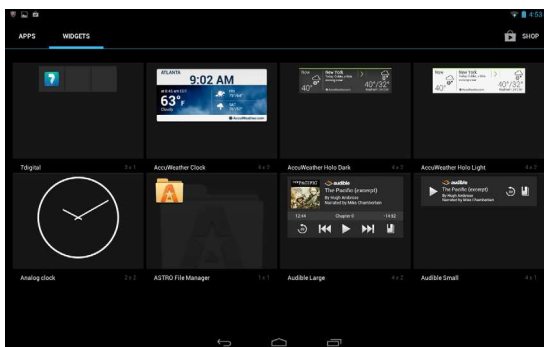 4:53
APPS WIDGETS SHOP
ATLANTA
9:02 AM
63° F
Cloudy
AccuWeather.com
Now New York
40° 40°/32°
Now New York
40° 40°/32°
7digital 3 x 1
AccuWeather Clock 4 x 2
AccuWeather Holo Dark 4 x 2
AccuWeather Holo Light 4 x 2
THE PACIFIC
audible
The Pacific (excerpt)
By Hugh Ambrose
Narrated by Mike Chamberlain
12:44 Chapter 0 -14:52
audible
The Pacific (excerpt)
By Hugh Ambrose
Narrated by Mike Chamberlain
Analog clock 2 x 2
ASTRO File Manager 1 x 1
Audible Large 4 x 2
Audible Small 4 x 1